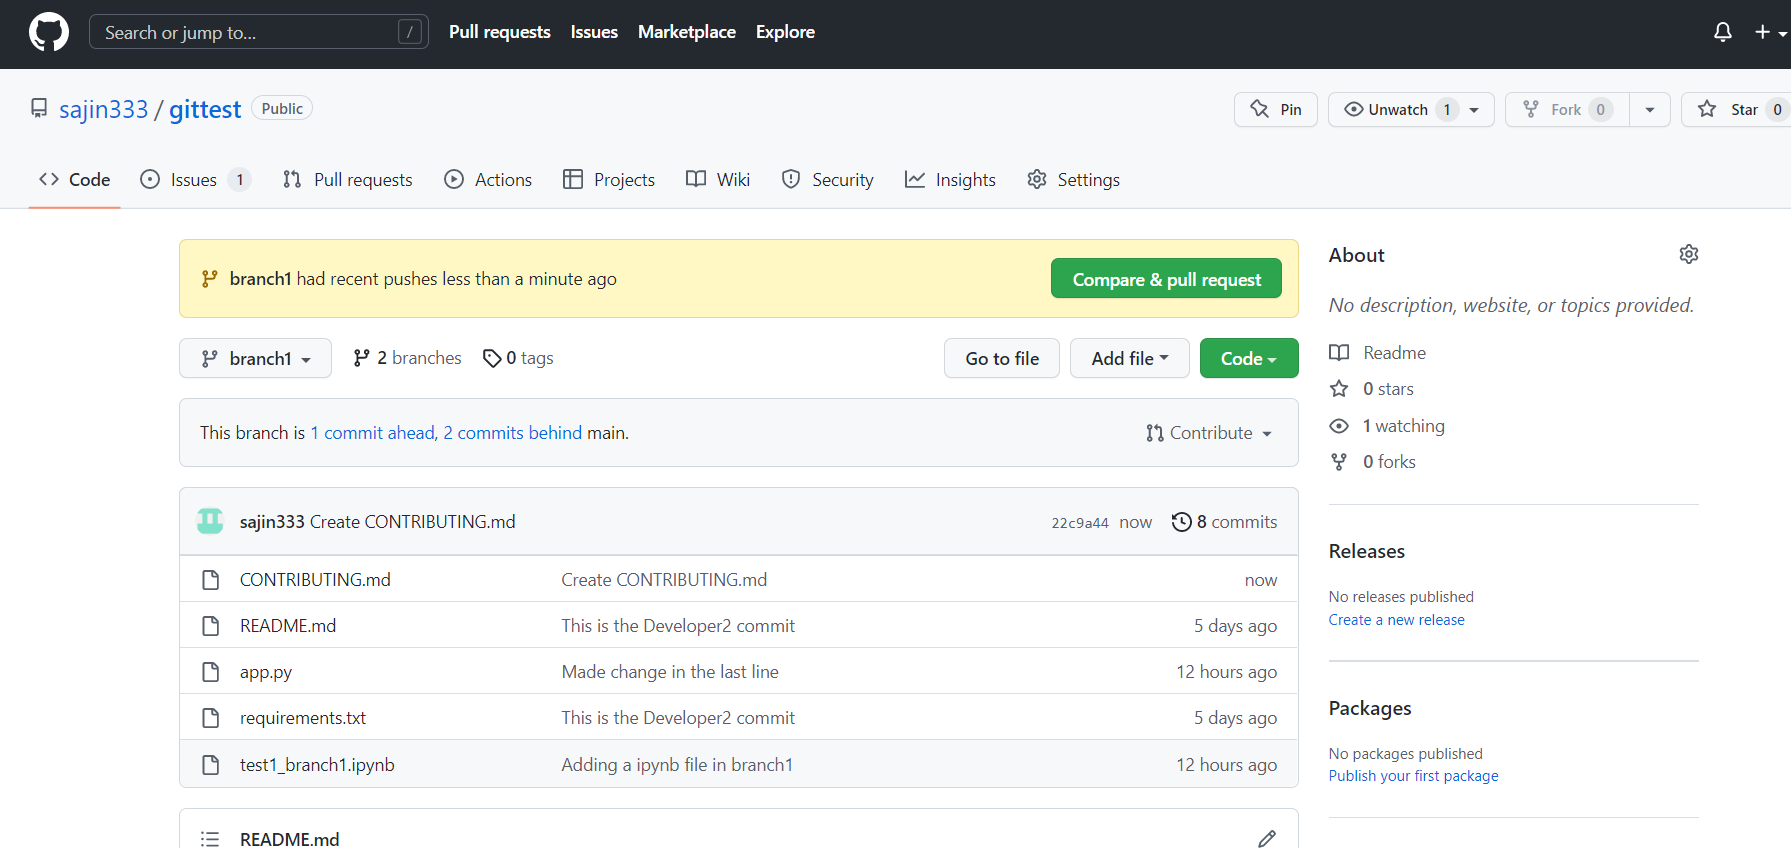 Search or jump to... / Pull requests Issues Marketplace Explore
sajin333 / gittest Public Pin Unwatch 1 Fork 0 Star 0
Code Issues 1 Pull requests Actions Projects Wiki Security Insights Settings
branch1 had recent pushes less than a minute ago Compare & pull request
branch1 2 branches 0 tags Go to file Add file Code
This branch is 1 commit ahead, 2 commits behind main. Contribute
sajin333 Create CONTRIBUTING.md 22c9a44 now 8 commits
CONTRIBUTING.md Create CONTRIBUTING.md now
README.md This is the Developer2 commit 5 days ago
app.py Made change in the last line 12 hours ago
requirements.txt This is the Developer2 commit 5 days ago
test1_branch1.ipynb Adding a ipynb file in branch1 12 hours ago
README.md
About
No description, website, or topics provided.
Readme
0 stars
1 watching
0 forks
Releases
No releases published
Create a new release
Packages
No packages published
Publish your first package